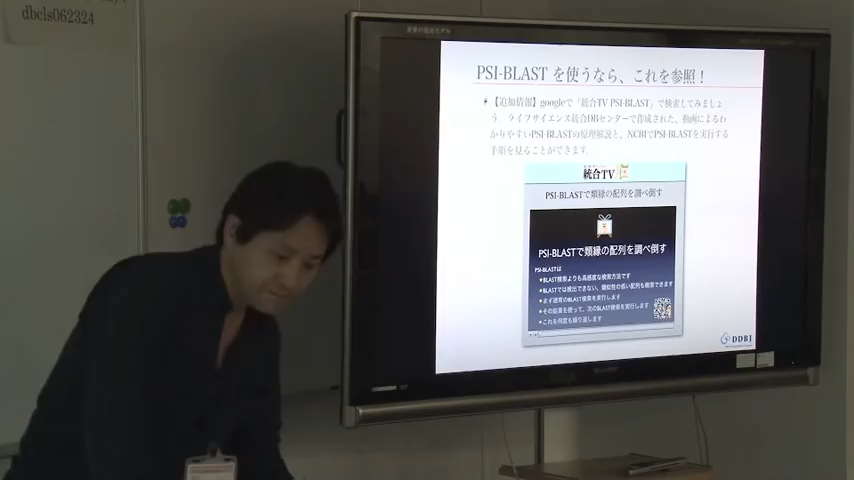 dbcls062324
PSI-BLAST を使うなら、これを参照！
【追加情報】googleで「統合TV PSI-BLAST」で検索してみましょ
う。ライフサイエンス統合DBセンターで作成された、動画によるわ
かりやすいPSI-BLASTの原理解説と、NCBIでPSI-BLASTを実行する
手順を見ることができます。
統合TV
PSI-BLASTで類縁の配列を調べ倒す
PSI-BLASTで類縁の配列を調べ倒す
PSI-BLASTは
BLAST検索よりも高感度な検索方法です
BLASTでは検出できない、類似性の低い配列も検索できます
まず通常のBLAST検索を実行します
その結果を使って、次のBLAST検索を実行します
これを何度も繰り返します
DDBJ